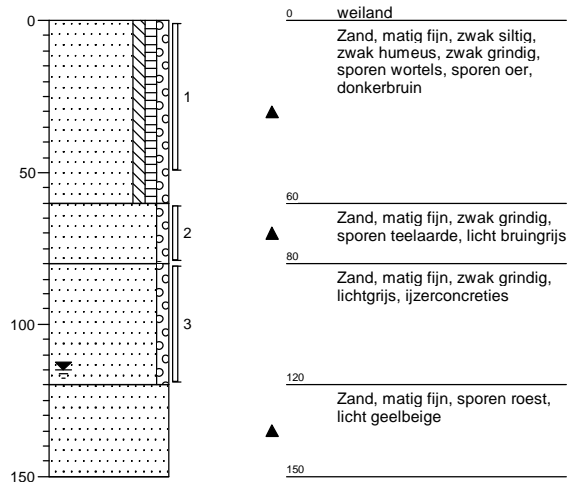 0
50
100
150
1
2
3
0 weiland
Zand, matig fijn, zwak siltig,
zwak humeus, zwak grindig,
sporen wortels, sporen oer,
donkerbruin
60
Zand, matig fijn, zwak grindig,
sporen teelaarde, licht bruingrijs
80
Zand, matig fijn, zwak grindig,
lichtgrijs, ijzerconcreties
120
Zand, matig fijn, sporen roest,
licht geelbeige
150